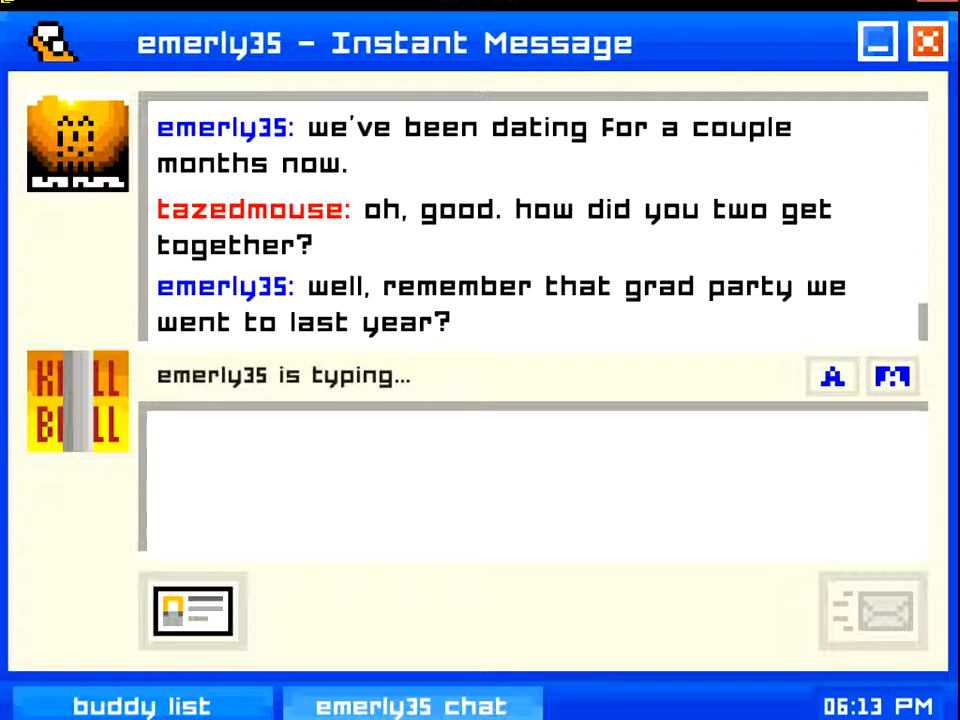 emerly35 - Instant Message
emerly35: we've been dating for a couple
months now.
tazedmouse: oh, good. how did you two get
together?
emerly35: well, remember that grad party we
went to last year?
emerly35 is typing...
A
buddy list
emerly35 chat
06:13 PM